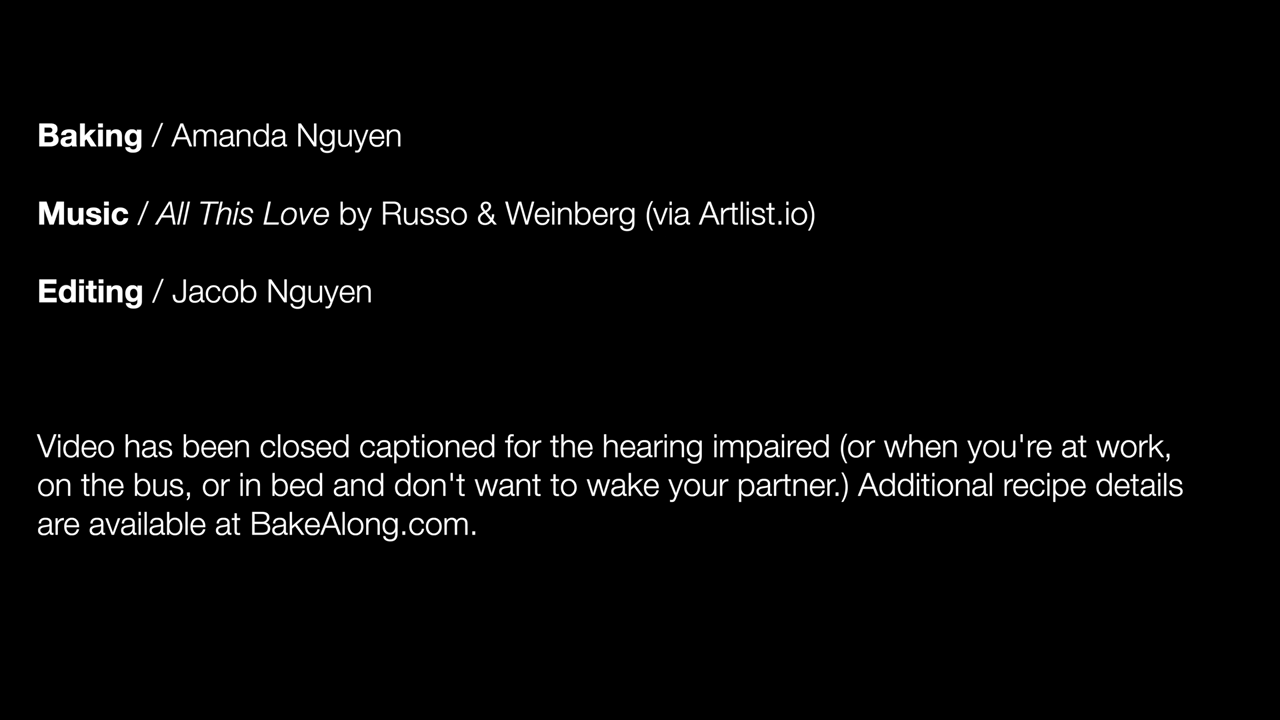 Baking / Amanda Nguyen
Music / All This Love by Russo & Weinberg (via Artlist.io)
Editing / Jacob Nguyen
Video has been closed captioned for the hearing impaired (or when you're at work,
on the bus, or in bed and don't want to wake your partner.) Additional recipe details
are available at BakeAlong.com.